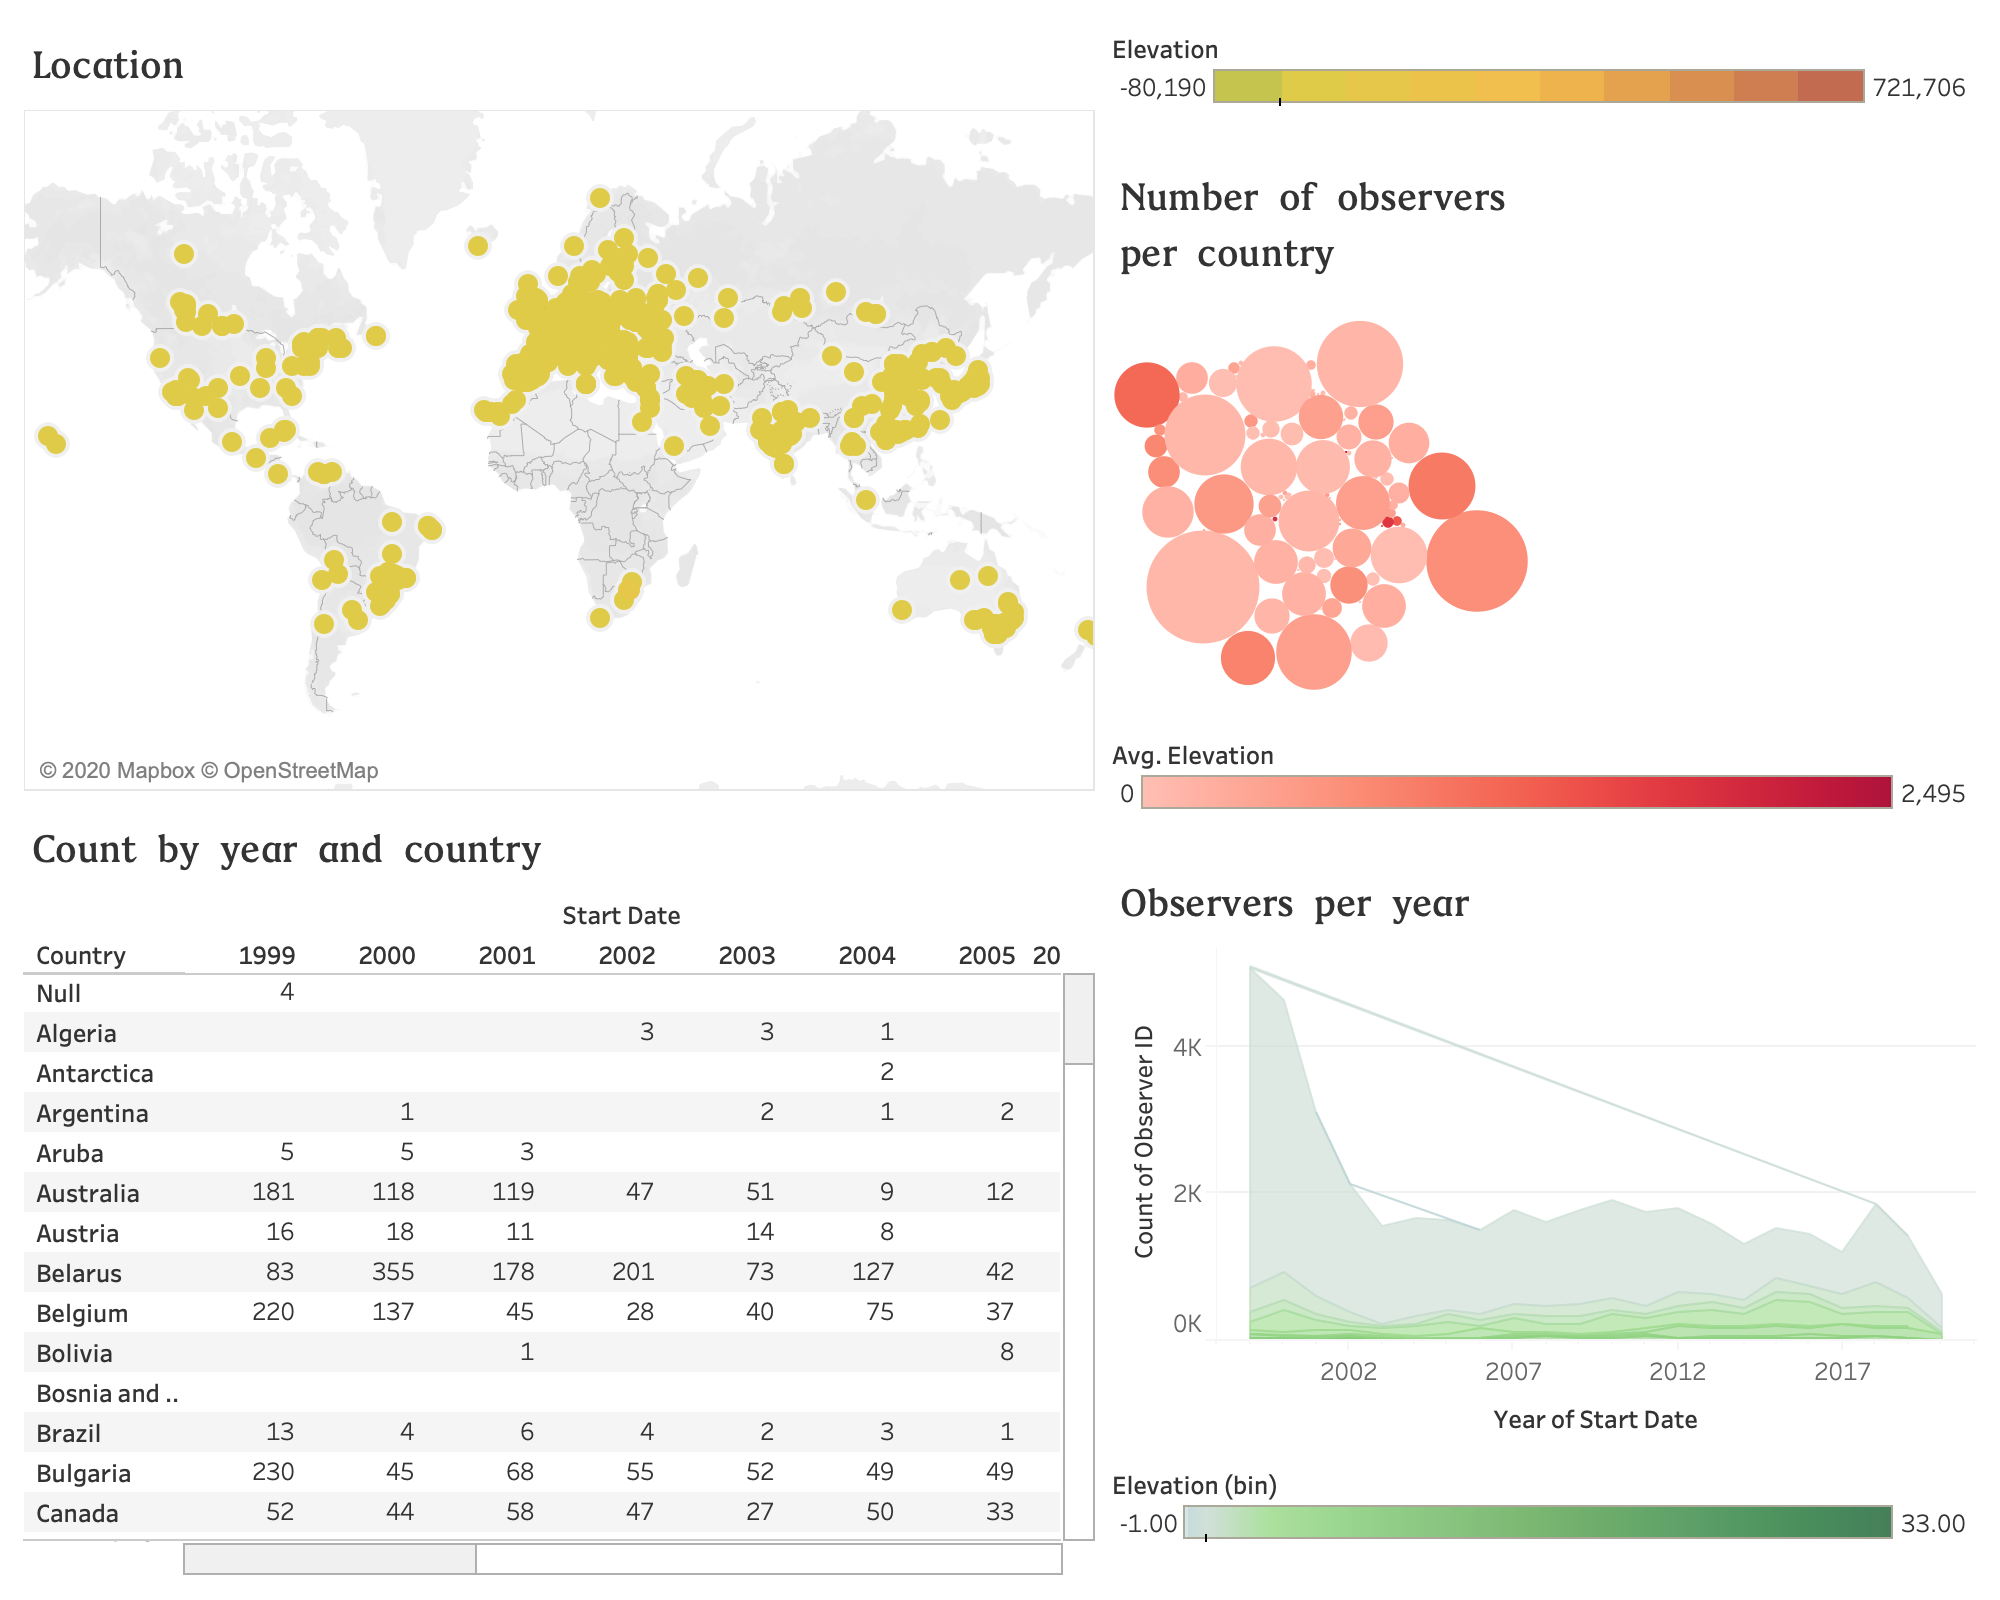 Location
© 2020 Mapbox © OpenStreetMap
Elevation
-80,190 721,706
Number of observers
per country
Avg. Elevation
0 2,495
Count by year and country
Start Date
Country 1999 2000 2001 2002 2003 2004 2005 20
Null 4
Algeria 3 3 1
Antarctica 2
Argentina 1 2 1 2
Aruba 5 5 3
Australia 181 118 119 47 51 9 12
Austria 16 18 11 14 8
Belarus 83 355 178 201 73 127 42
Belgium 220 137 45 28 40 75 37
Bolivia 1 8
Bosnia and ..
Brazil 13 4 6 4 2 3 1
Bulgaria 230 45 68 55 52 49 49
Canada 52 44 58 47 27 50 33
Observers per year
Count of Observer ID
4K
2K
0K
2002 2007 2012 2017
Year of Start Date
Elevation (bin)
-1.00 33.00